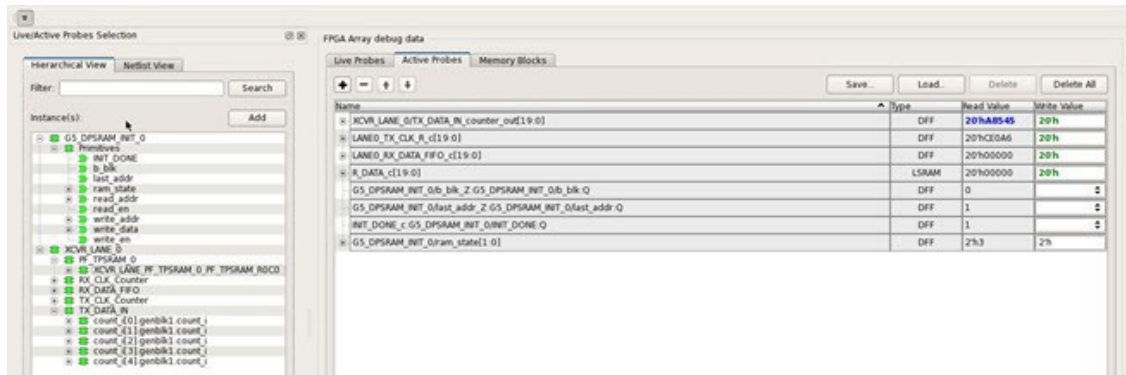 Live/Active Probes Selection
Hierarchical View
Netlist View
Filter:
Search
Instance(s):
Add
G5_DPSRAM_INIT_0
Primitives
INIT_DONE
b_blk
last_addr
ram_state
read_addr
read_en
write_addr
write_data
write_en
XCVR_LANE_0
PF_TPSRAM_0
XCVR_LANE_PF_TPSRAM_0_PF_TPSRAM_R0C0
RX_CLK_Counter
RX_DATA_FIFO
TX_CLK_Counter
TX_DATA_IN
count_i[0].genblk1.count_i
count_i[1].genblk1.count_i
count_i[2].genblk1.count_i
count_i[3].genblk1.count_i
count_i[4].genblk1.count_i
FPGA Array debug data
Live Probes
Active Probes
Memory Blocks
Save...
Load...
Delete
Delete All
Name Type Read Value Write Value
XCVR_LANE_0/TX_DATA_IN_counter_out[19:0] DFF 20'hA8545 20'h
LANE0_TX_CLK_R_c[19:0] DFF 20'hCE0A6 20'h
LANE0_RX_DATA_FIFO_c[19:0] DFF 20'h00000 20'h
R_DATA_c[19:0] LSRAM 20'h00000 20'h
G5_DPSRAM_INIT_0/b_blk_Z:G5_DPSRAM_INIT_0/b_blk:Q DFF 0
G5_DPSRAM_INIT_0/last_addr_Z:G5_DPSRAM_INIT_0/last_addr:Q DFF 1
INIT_DONE_c:G5_DPSRAM_INIT_0/INIT_DONE:Q DFF 1
G5_DPSRAM_INIT_0/ram_state[1:0] DFF 2'h3 2'h